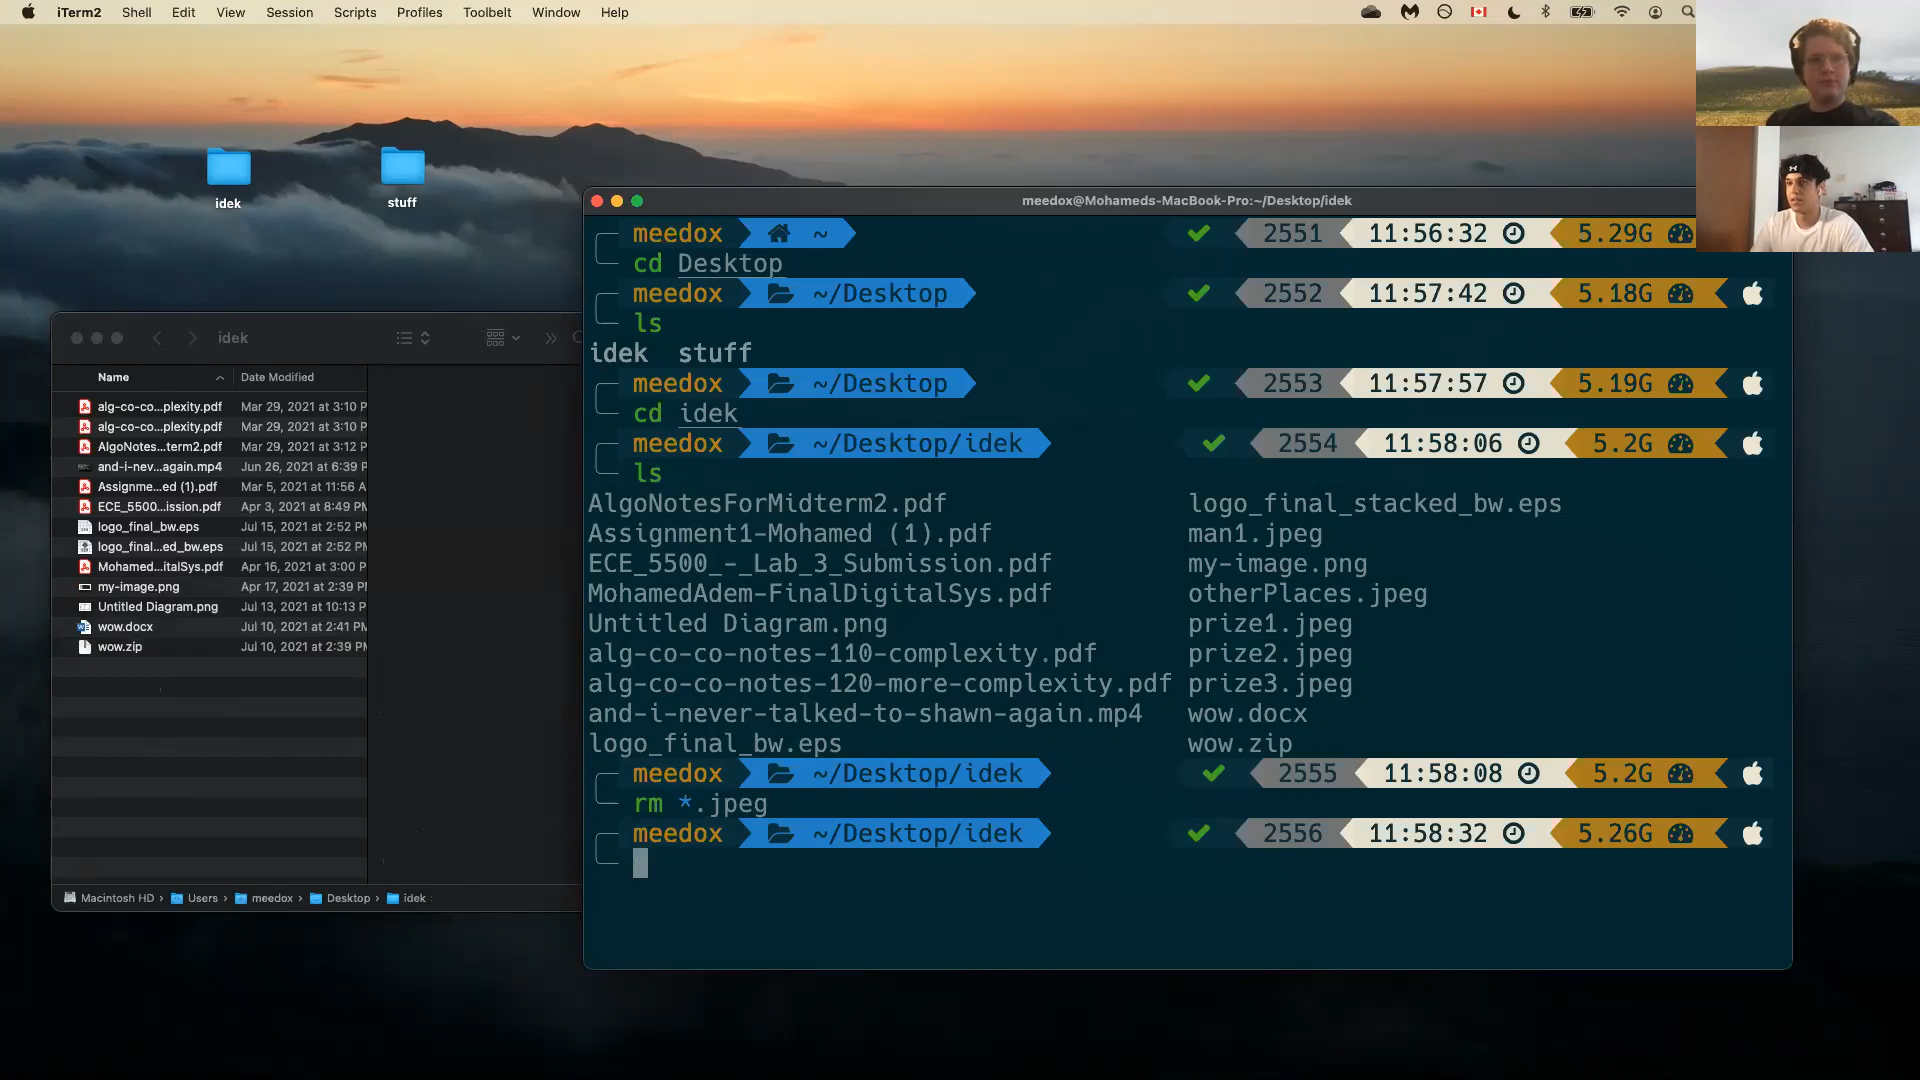 iTerm2 Shell Edit View Session Scripts Profiles Toolbelt Window Help
idek
stuff
idek
Name Date Modified
alg-co-co...plexity.pdf Mar 29, 2021 at 3:10 P
alg-co-co...plexity.pdf Mar 29, 2021 at 3:10 P
AlgoNotes...term2.pdf Mar 29, 2021 at 3:12 P
and-i-nev...again.mp4 Jun 26, 2021 at 6:39 P
Assignme...ed (1).pdf Mar 5, 2021 at 11:56 A
ECE_5500...ission.pdf Apr 3, 2021 at 8:49 P
logo_final_bw.eps Jul 15, 2021 at 2:52 P
logo_final...ed_bw.eps Jul 15, 2021 at 2:52 P
Mohamed...italSys.pdf Apr 16, 2021 at 3:00 P
my-image.png Apr 17, 2021 at 2:39 P
Untitled Diagram.png Jul 13, 2021 at 10:13 P
wow.docx Jul 10, 2021 at 2:41 P
wow.zip Jul 10, 2021 at 2:39 P
Macintosh HD › Users › meedox › Desktop › idek
meedox@Mohameds-MacBook-Pro:~/Desktop/idek
meedox ~ 2551 11:56:32 5.29G
cd Desktop
meedox ~/Desktop 2552 11:57:42 5.18G
ls
idek stuff
meedox ~/Desktop 2553 11:57:57 5.19G
cd idek
meedox ~/Desktop/idek 2554 11:58:06 5.2G
ls
AlgoNotesForMidterm2.pdf logo_final_stacked_bw.eps
Assignment1-Mohamed (1).pdf man1.jpeg
ECE_5500_-_Lab_3_Submission.pdf my-image.png
MohamedAdem-FinalDigitalSys.pdf otherPlaces.jpeg
Untitled Diagram.png prize1.jpeg
alg-co-co-notes-110-complexity.pdf prize2.jpeg
alg-co-co-notes-120-more-complexity.pdf prize3.jpeg
and-i-never-talked-to-shawn-again.mp4 wow.docx
logo_final_bw.eps wow.zip
meedox ~/Desktop/idek 2555 11:58:08 5.2G
rm *.jpeg
meedox ~/Desktop/idek 2556 11:58:32 5.26G